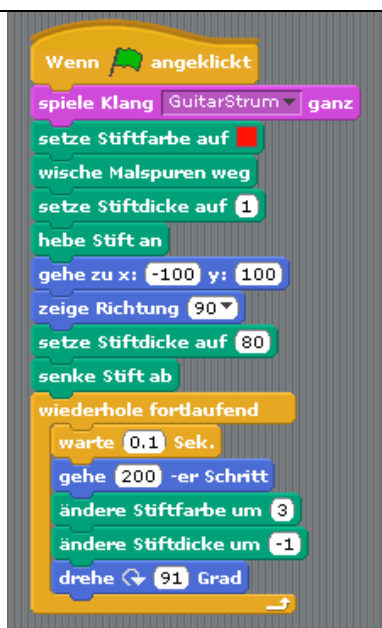 Wenn angeklickt
spiele Klang GuitarStrum ganz
setze Stiftfarbe auf
wische Malspuren weg
setze Stiftdicke auf 1
hebe Stift an
gehe zu x: -100 y: 100
zeige Richtung 90
setze Stiftdicke auf 80
senke Stift ab
wiederhole fortlaufend
warte 0.1 Sek.
gehe 200 -er Schritt
ändere Stiftfarbe um 3
ändere Stiftdicke um -1
drehe 91 Grad